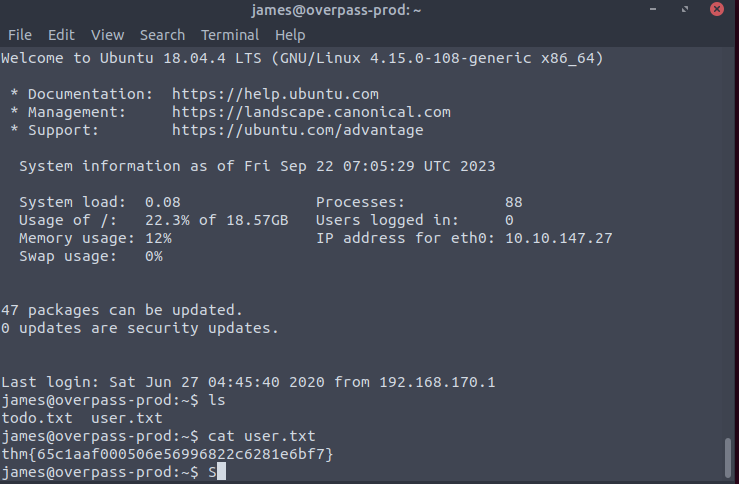 james@overpass-prod: ~
File Edit View Search Terminal Help
Welcome to Ubuntu 18.04.4 LTS (GNU/Linux 4.15.0-108-generic x86_64)
* Documentation: https://help.ubuntu.com
* Management: https://landscape.canonical.com
* Support: https://ubuntu.com/advantage
System information as of Fri Sep 22 07:05:29 UTC 2023
System load: 0.08 Processes: 88
Usage of /: 22.3% of 18.57GB Users logged in: 0
Memory usage: 12% IP address for eth0: 10.10.147.27
Swap usage: 0%
47 packages can be updated.
0 updates are security updates.
Last login: Sat Jun 27 04:45:40 2020 from 192.168.170.1
james@overpass-prod:~$ ls
todo.txt user.txt
james@overpass-prod:~$ cat user.txt
thm{65c1aaf000506e56996822c6281e6bf7}
james@overpass-prod:~$ S